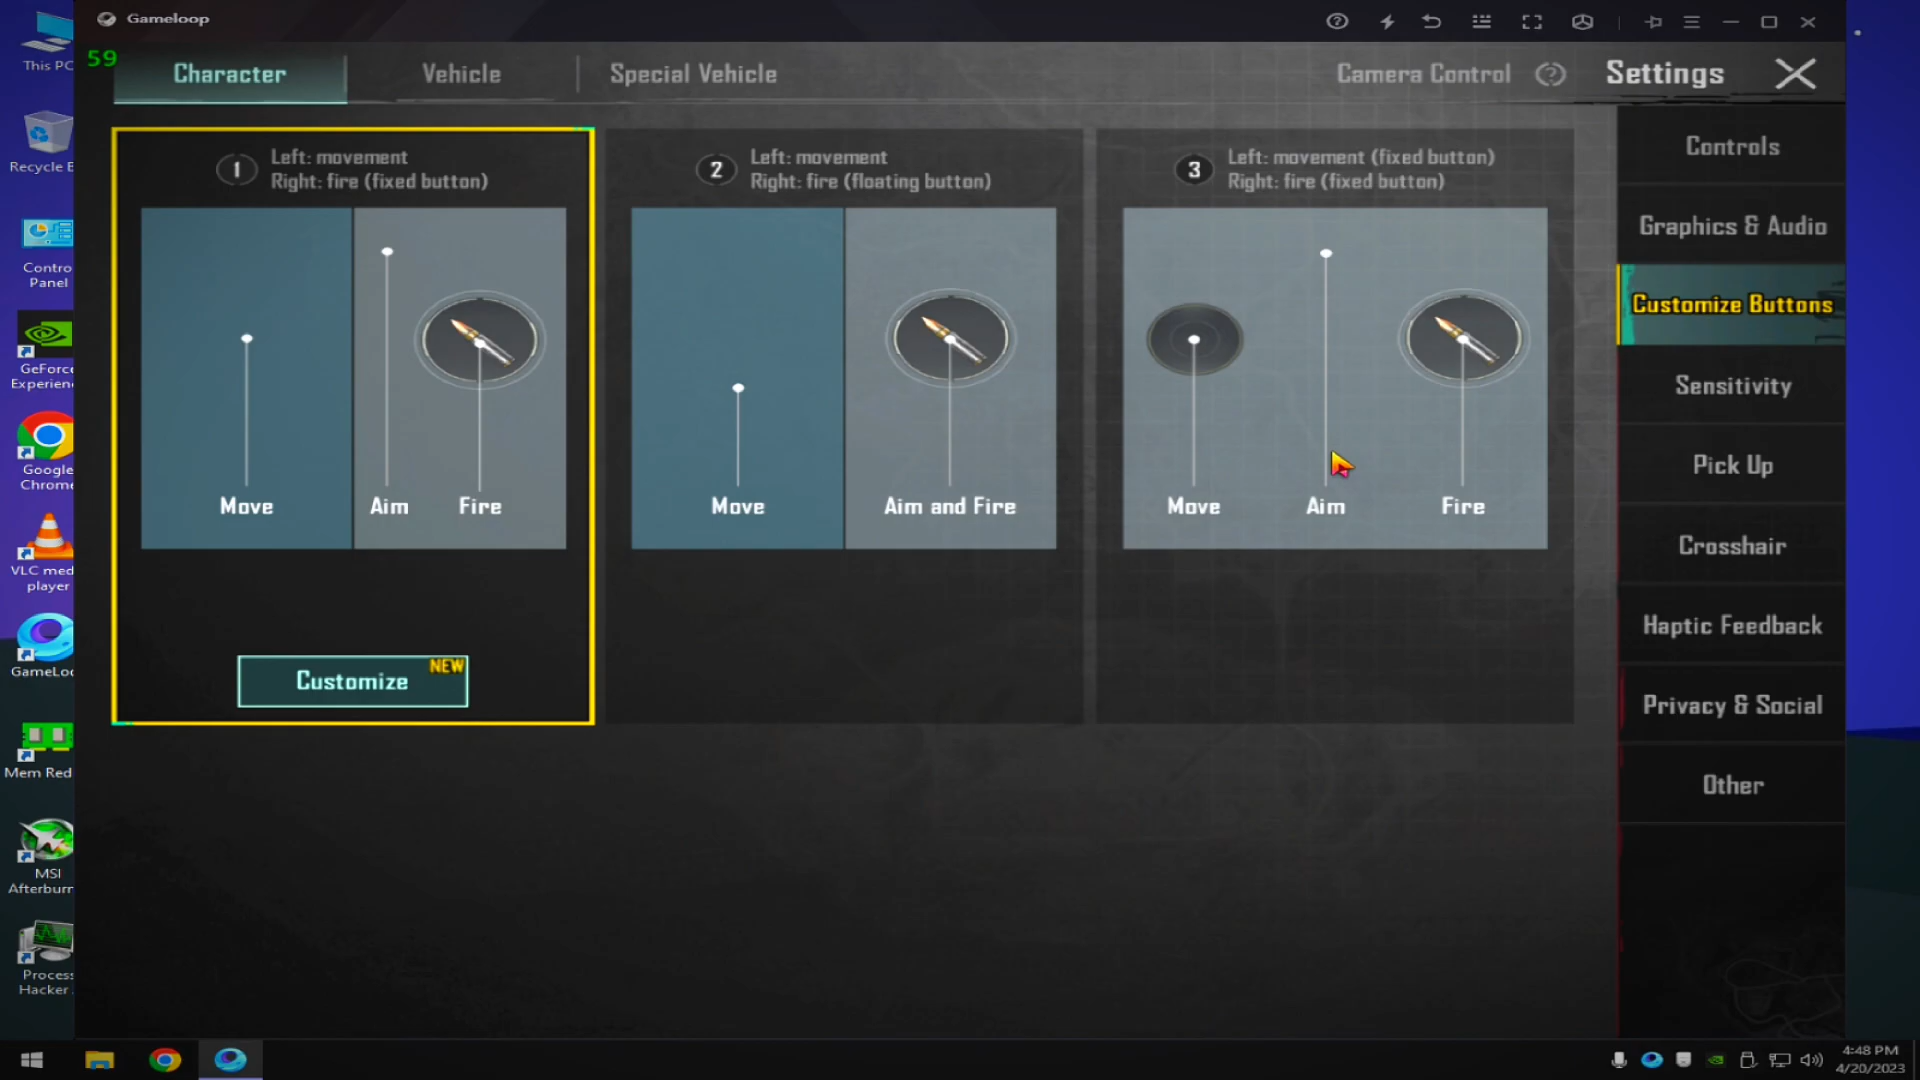 Gameloop
59
Character
Vehicle
Special Vehicle
Camera Control
Settings
This PC
Recycle B
Contro
Panel
GeForce
Experien
Google
Chrome
VLC med
player
GameLoo
Mem Red
MSI
Afterburn
Process
Hacker
1
Left: movement
Right: fire (fixed button)
Move
Aim
Fire
Customize
NEW
2
Left: movement
Right: fire (floating button)
Move
Aim and Fire
3
Left: movement (fixed button)
Right: fire (fixed button)
Move
Aim
Fire
Controls
Graphics & Audio
Customize Buttons
Sensitivity
Pick Up
Crosshair
Haptic Feedback
Privacy & Social
Other
4:48 PM
4/20/2023